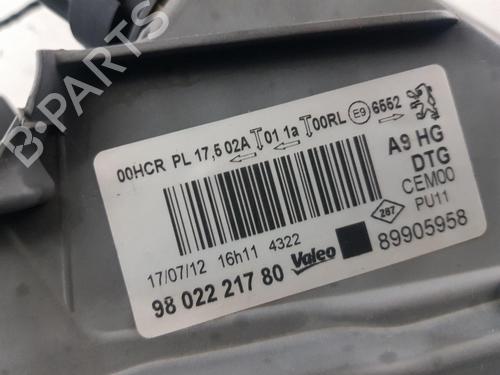 00HCR PL 17,5 02A 01 1a 00RL E9 6552
A9 HG
DTG
CEM00
PU11
287
17/07/12 16h11 4322
98 022 217 80 Valeo 89905958
B-PARTS